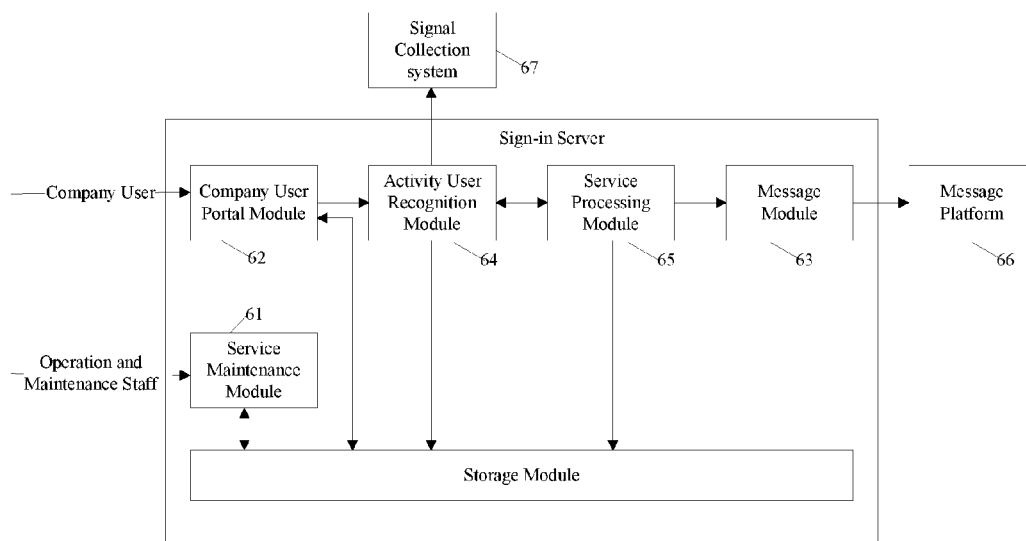 Signal
Collection
system
67
Sign-in Server
Company User
Company User
Portal Module
62
Activity User
Recognition
Module
64
Service
Processing
Module
65
Message
Module
63
Message
Platform
66
61
Operation and
Maintenance Staff
Service
Maintenance
Module
Storage Module